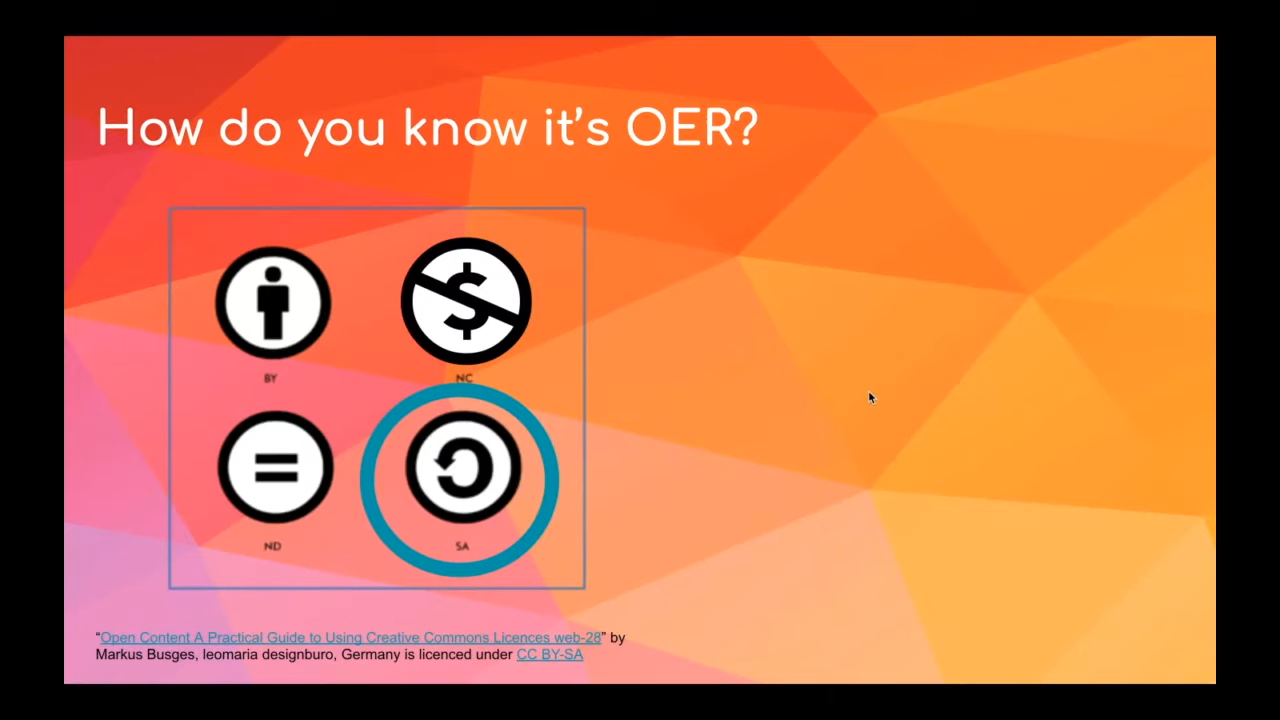 How do you know it's OER?
BY
NC
ND
SA
“Open Content A Practical Guide to Using Creative Commons Licences web-28” by
Markus Busges, leomaria designburo, Germany is licenced under CC BY-SA